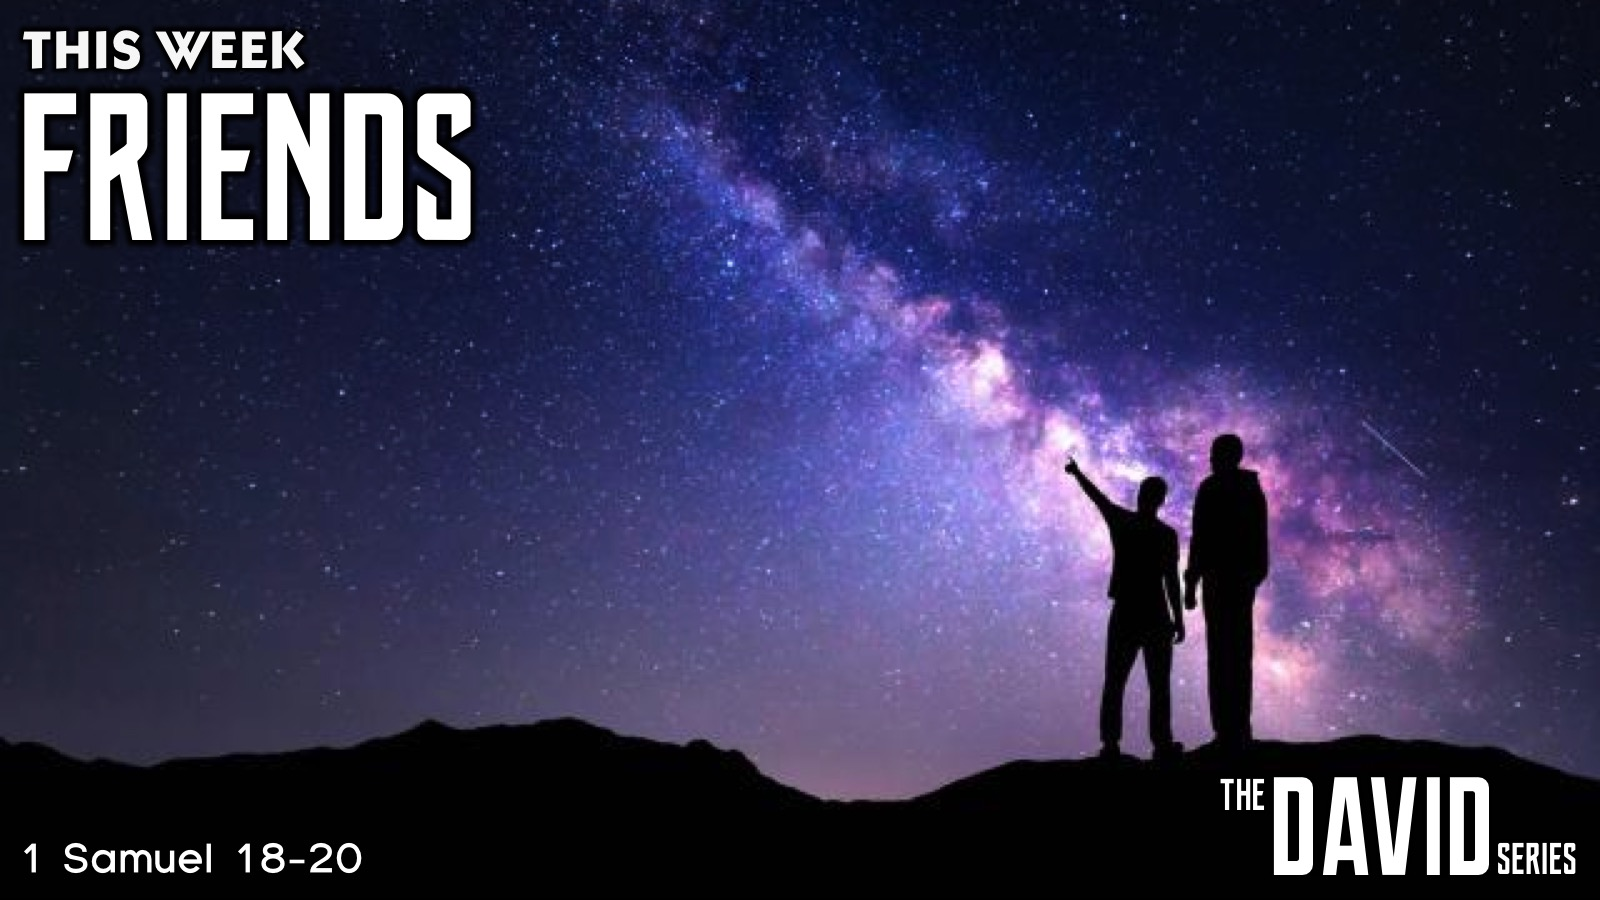 THIS WEEK
FRIENDS
1 Samuel 18-20
THE DAVID SERIES